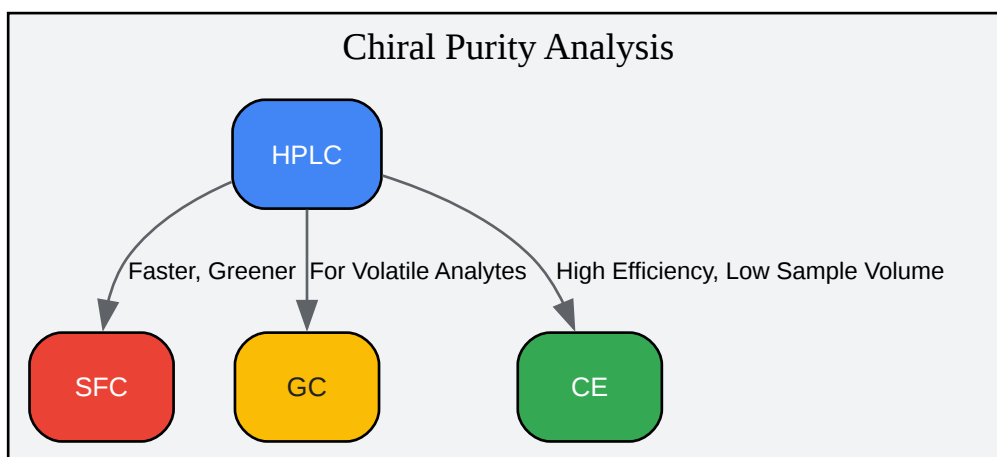 Chiral Purity Analysis
HPLC
Faster, Greener
For Volatile Analytes
High Efficiency, Low Sample Volume
SFC
GC
CE